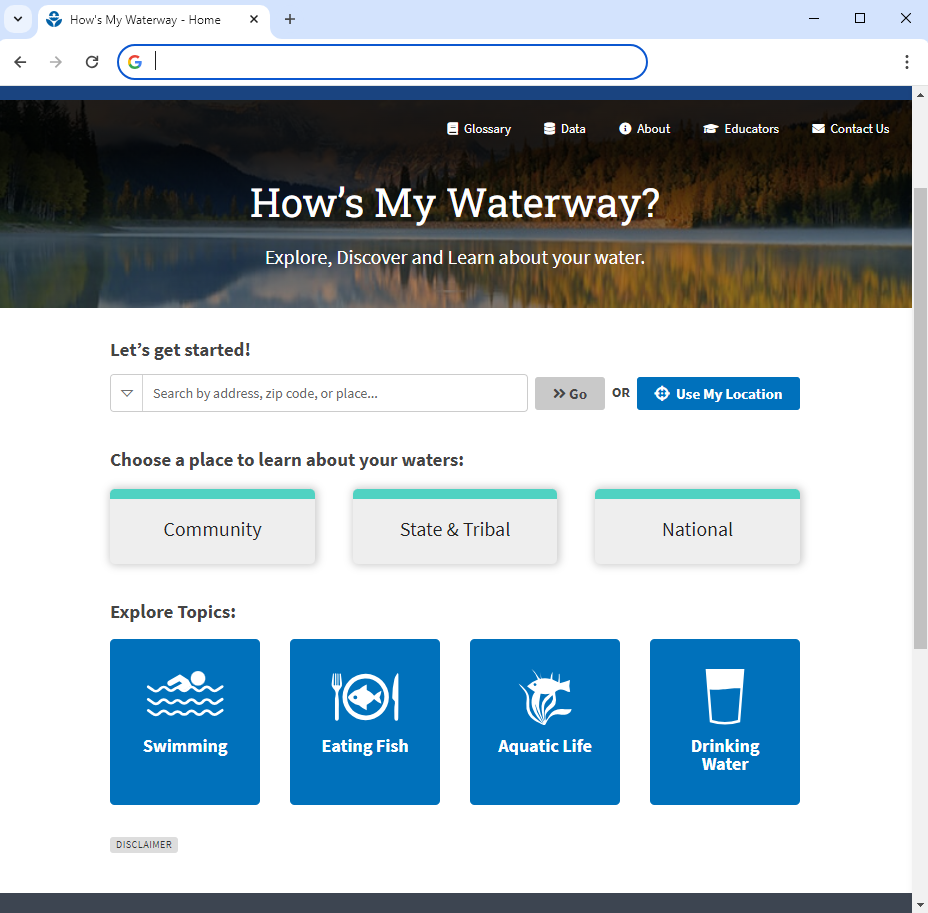 How's My Waterway - Home
Glossary
Data
About
Educators
Contact Us
How's My Waterway?
Explore, Discover and Learn about your water.
Let's get started!
Search by address, zip code, or place...
Go
OR
Use My Location
Choose a place to learn about your waters:
Community
State & Tribal
National
Explore Topics:
Swimming
Eating Fish
Aquatic Life
Drinking
Water
DISCLAIMER